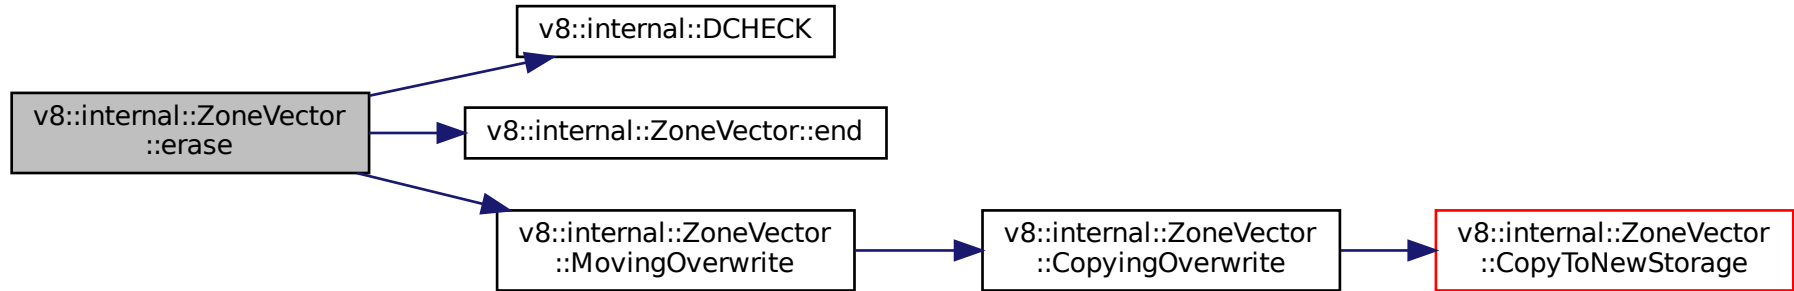 v8::internal::DCHECK
v8::internal::ZoneVector
::erase
v8::internal::ZoneVector::end
v8::internal::ZoneVector
::MovingOverwrite
v8::internal::ZoneVector
::CopyingOverwrite
v8::internal::ZoneVector
::CopyToNewStorage